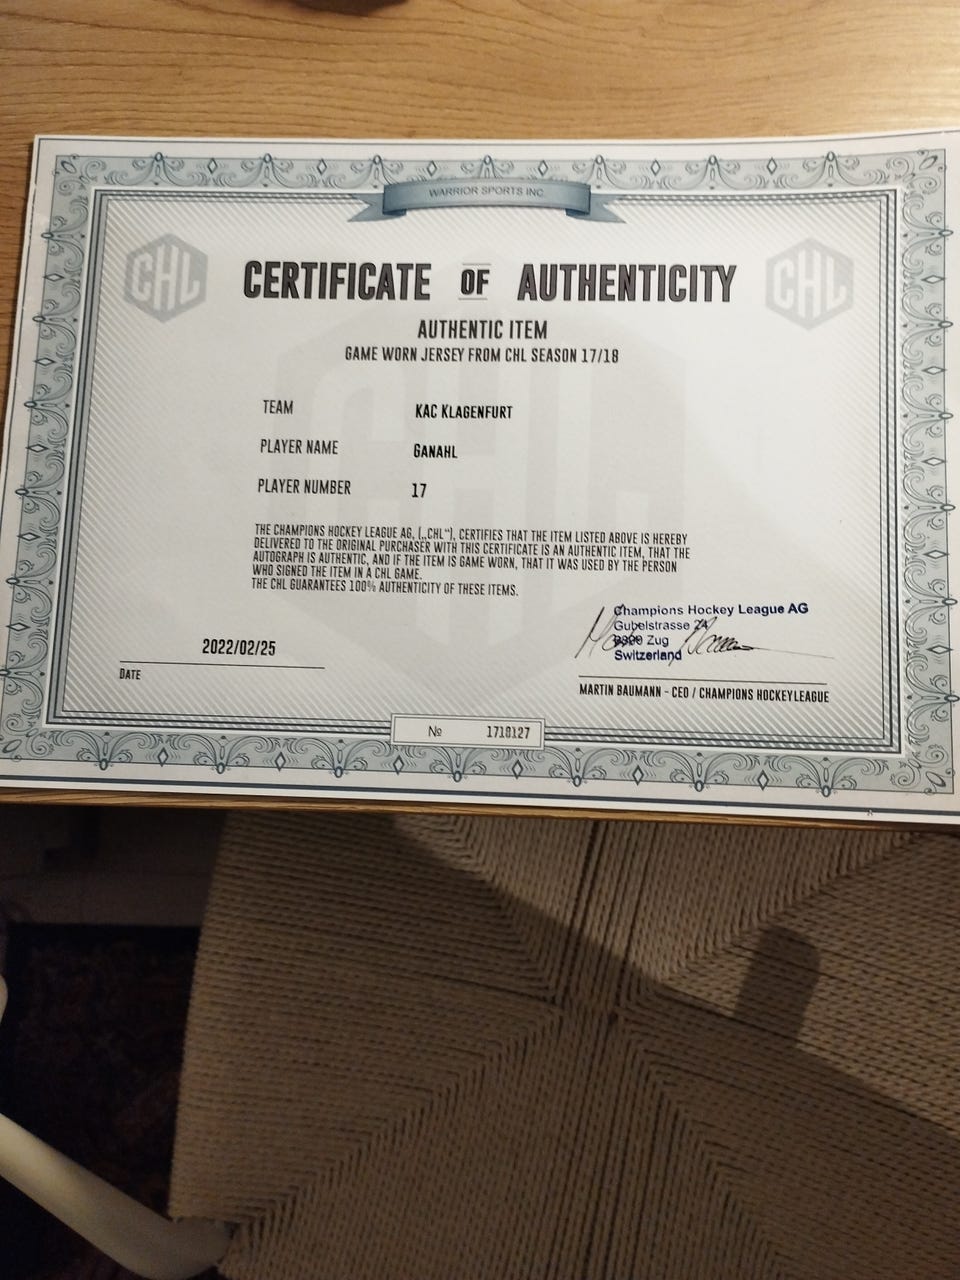 WARRIOR SPORTS INC.
CHL
CHL
CERTIFICATE OF AUTHENTICITY
AUTHENTIC ITEM
GAME WORN JERSEY FROM CHL SEASON 17/18
TEAM KAC KLAGENFURT
PLAYER NAME GANAHL
PLAYER NUMBER 17
THE CHAMPIONS HOCKEY LEAGUE AG, („CHL“), CERTIFIES THAT THE ITEM LISTED ABOVE IS HEREBY
DELIVERED TO THE ORIGINAL PURCHASER WITH THIS CERTIFICATE IS AN AUTHENTIC ITEM, THAT THE
AUTOGRAPH IS AUTHENTIC, AND IF THE ITEM IS GAME WORN, THAT IT WAS USED BY THE PERSON
WHO SIGNED THE ITEM IN A CHL GAME.
THE CHL GUARANTEES 100% AUTHENTICITY OF THESE ITEMS.
Champions Hockey League AG
Gubelstrasse
Zug
Switzerland
2022/02/25
DATE
MARTIN BAUMANN - CEO / CHAMPIONS HOCKEYLEAGUE
№ 1718127